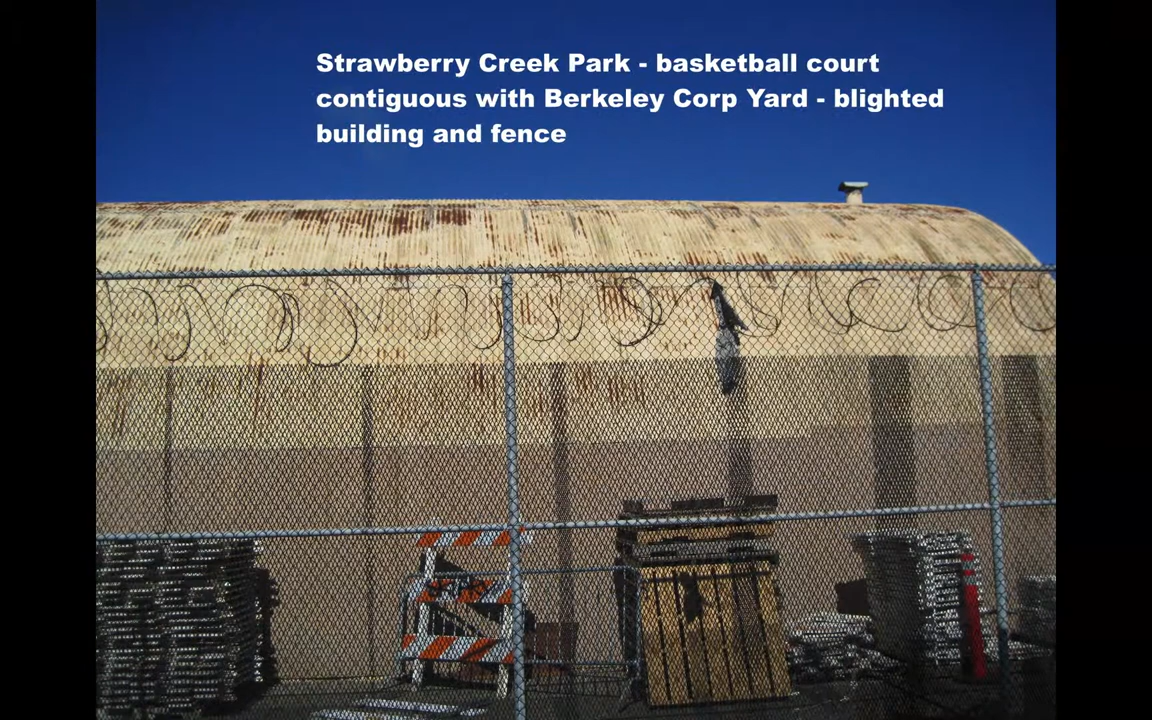 Strawberry Creek Park - basketball court
contiguous with Berkeley Corp Yard - blighted
building and fence